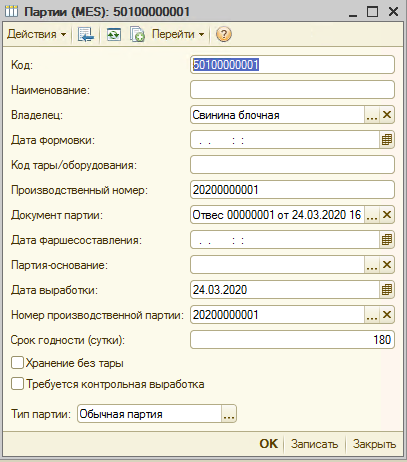 Партии (MES): 50100000001
Действия Перейти ?
Код: 50100000001
Наименование:
Владелец: Свинина блочная ... ×
Дата формовки: . . : :
Код тары/оборудования:
Производственный номер: 20200000001
Документ партии: Отвес 00000001 от 24.03.2020 16 ... ×
Дата фаршесоставления: . . : :
Партия-основание: ... ×
Дата выработки: 24.03.2020
Номер производственной партии: 20200000001 ... ×
Срок годности (сутки): 180
Хранение без тары
Требуется контрольная выработка
Тип партии: Обычная партия ...
OK Записать Закрыть